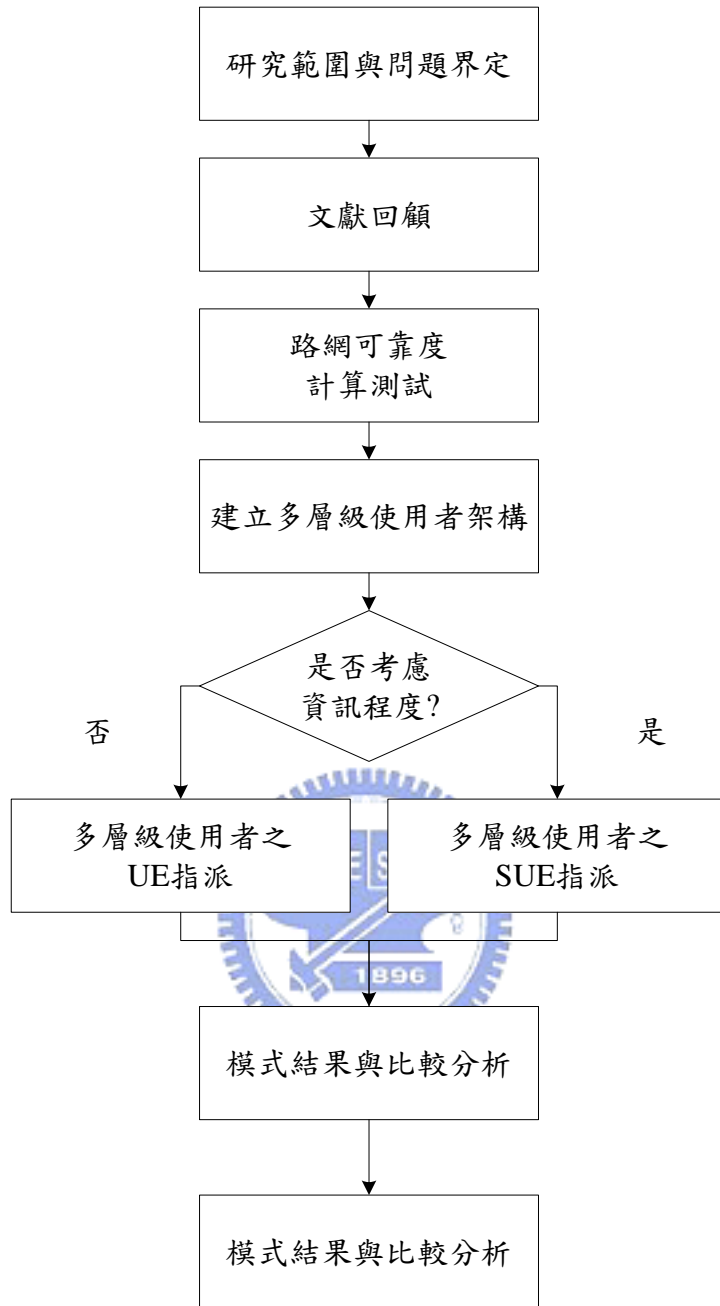 研究範圍與問題界定
文獻回顧
路網可靠度
計算測試
建立多層級使用者架構
是否考慮
資訊程度?
否
是
多層級使用者之
UE指派
多層級使用者之
SUE指派
ES
1896
模式結果與比較分析
模式結果與比較分析